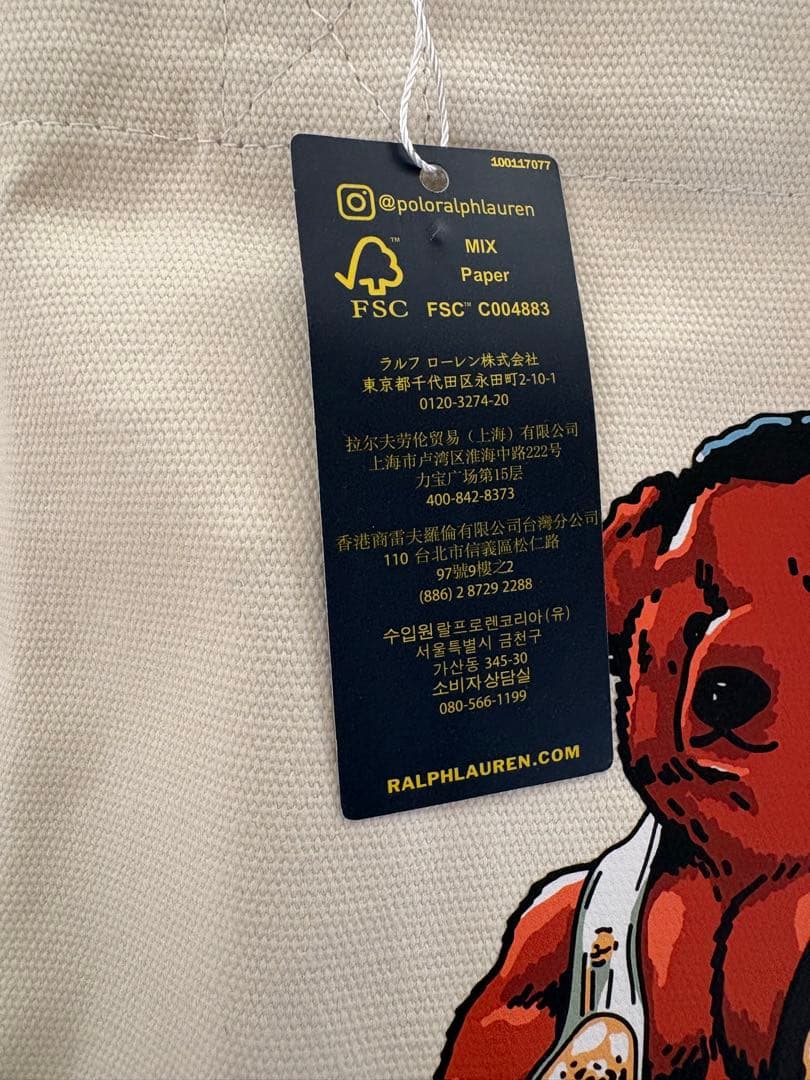 100117077
@poloralphlauren
MIX
Paper
FSC™ C004883
™
FSC
ラルフ ローレン株式会社
東京都千代田区永田町2-10-1
0120-3274-20
拉尔夫劳伦贸易（上海）有限公司
上海市卢湾区淮海中路222号
力宝广场第15层
400-842-8373
香港商雷夫羅倫有限公司台灣分公司
110 台北市信義區松仁路
97號9樓之2
(886) 2 8729 2288
수입원 랄프로렌코리아 (유)
서울특별시 금천구
가산동 345-30
소비자상담실
080-566-1199
RALPHLAUREN.COM